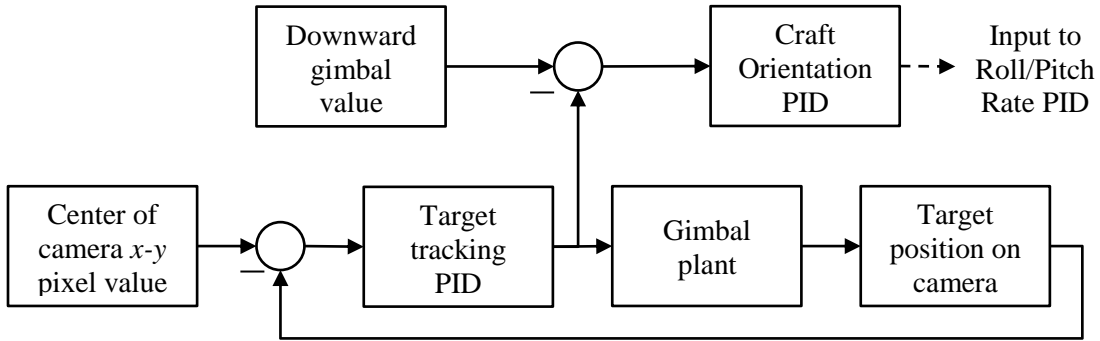 Downward
gimbal
value
Craft
Orientation
PID
Input to
Roll/Pitch
Rate PID
Center of
camera x-y
pixel value
Target
tracking
PID
Gimbal
plant
Target
position on
camera